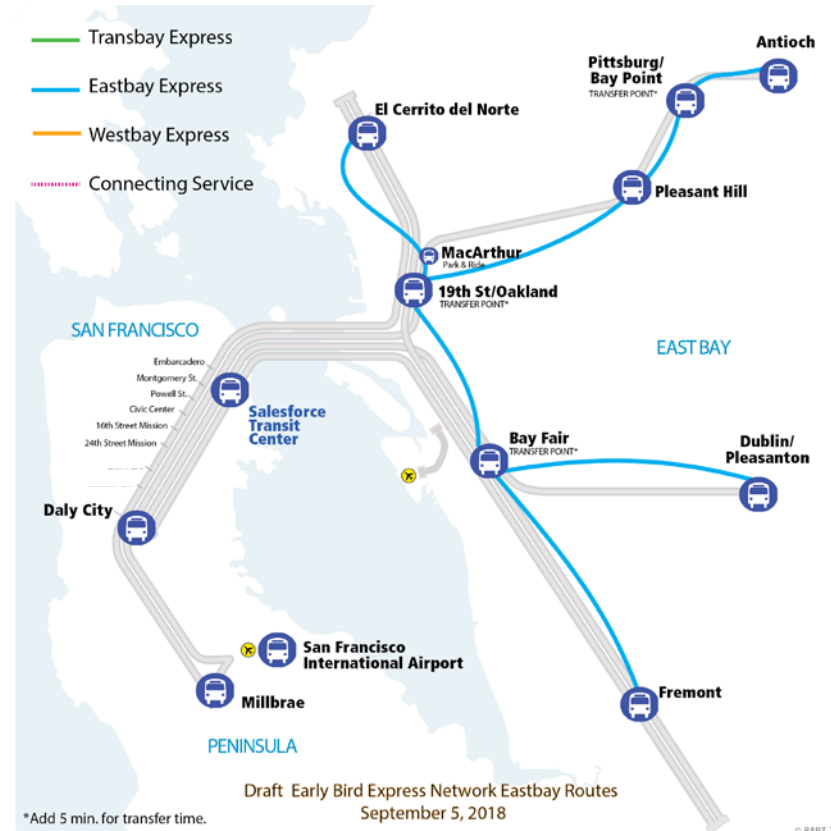 Transbay Express
Eastbay Express
Westbay Express
Connecting Service
Antioch
Pittsburg/
Bay Point
TRANSFER POINT*
El Cerrito del Norte
Pleasant Hill
MacArthur
Park & Ride
19th St/Oakland
TRANSFER POINT*
SAN FRANCISCO
EAST BAY
Embarcadero
Montgomery St.
Powell St.
Civic Center
16th Street Mission
24th Street Mission
Salesforce
Transit
Center
Bay Fair
TRANSFER POINT*
Dublin/
Pleasanton
Daly City
San Francisco
International Airport
Millbrae
Fremont
PENINSULA
Draft Early Bird Express Network Eastbay Routes
September 5, 2018
*Add 5 min. for transfer time.
© BART